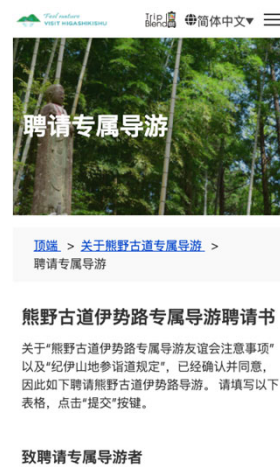 Feel nature
VISIT HIGASHIKISHU
Trip
Blend
简体中文▼
聘请专属导游
顶端 > 关于熊野古道专属导游 >
聘请专属导游
熊野古道伊势路专属导游聘请书
关于“熊野古道伊势路专属导游友谊会注意事项”
以及“纪伊山地参诣道规定”，已经确认并同意，
因此如下聘请熊野古道伊势路导游。 请填写以下
表格，点击“提交”按键。
致聘请专属导游者